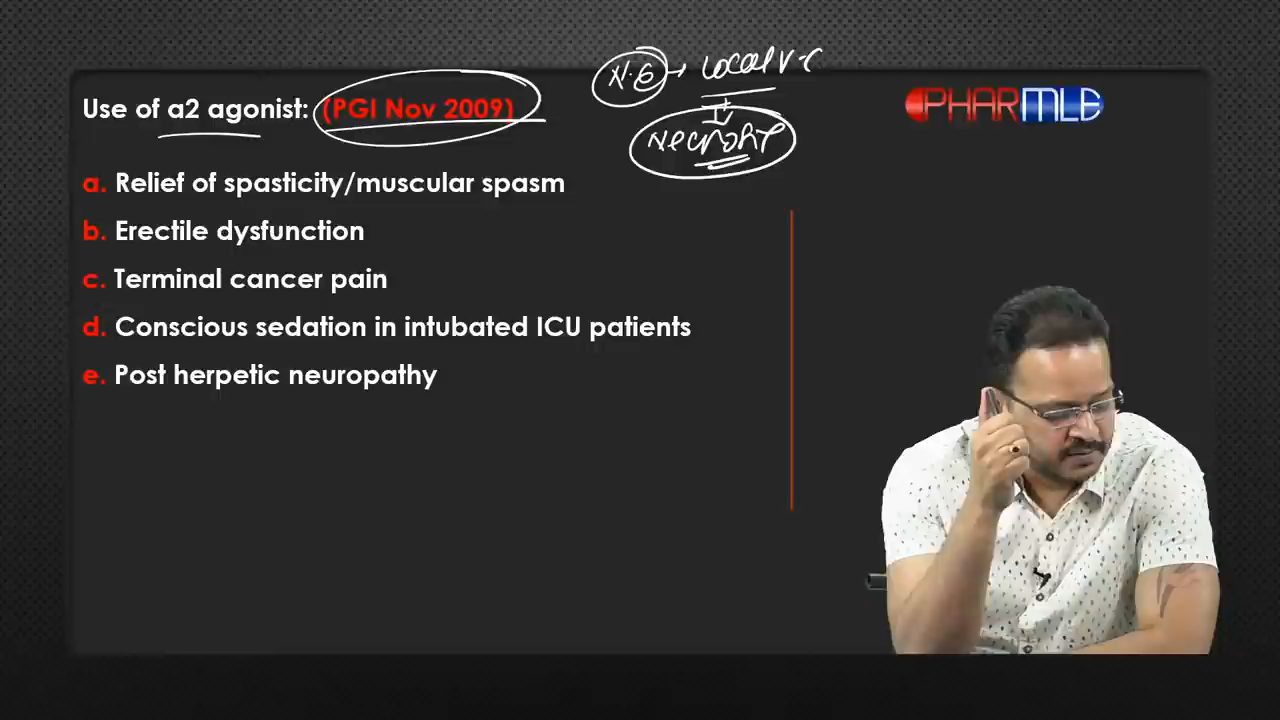 N.E → Local V.C
Necrosis
Use of a2 agonist: (PGI Nov 2009)
PHARMLE
a. Relief of spasticity/muscular spasm
b. Erectile dysfunction
c. Terminal cancer pain
d. Conscious sedation in intubated ICU patients
e. Post herpetic neuropathy